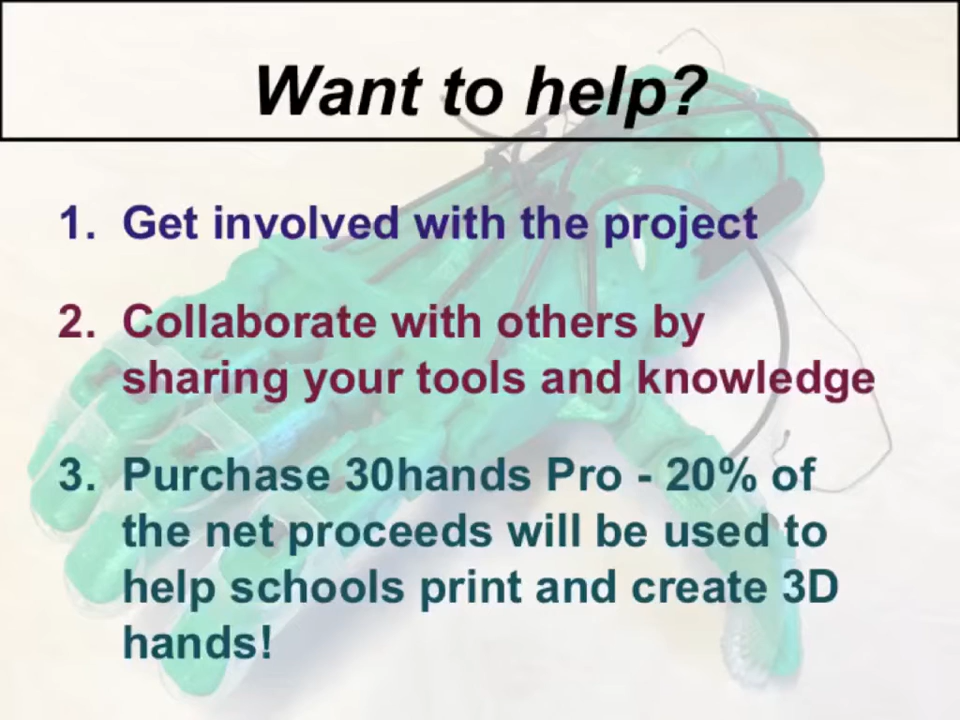 Want to help?
1. Get involved with the project
2. Collaborate with others by
sharing your tools and knowledge
3. Purchase 30hands Pro - 20% of
the net proceeds will be used to
help schools print and create 3D
hands!